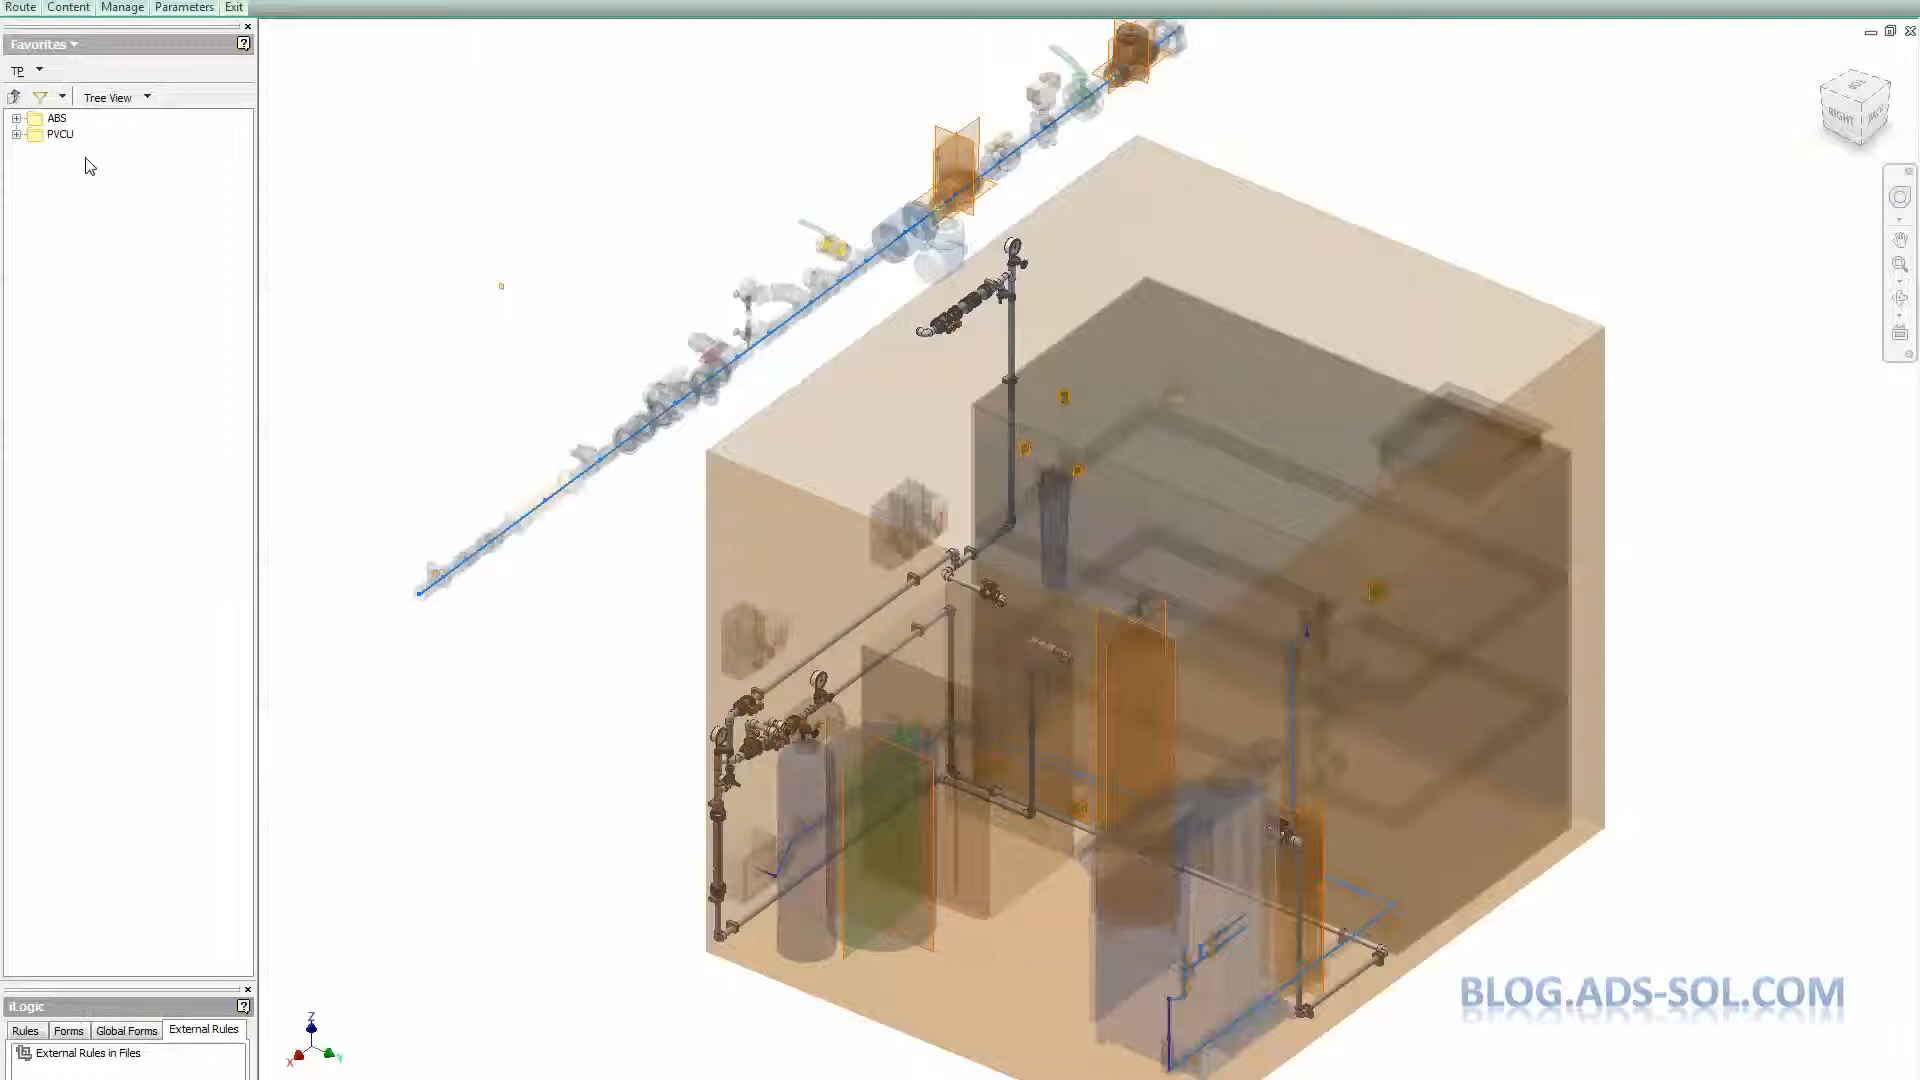 Route Content Manage Parameters Exit
Favorites
TP
Tree View
ABS
PVCU
RIGHT
BLOG.ADS-SOL.COM
iLogic
Rules Forms Global Forms External Rules
External Rules in Files
Z
X
Y